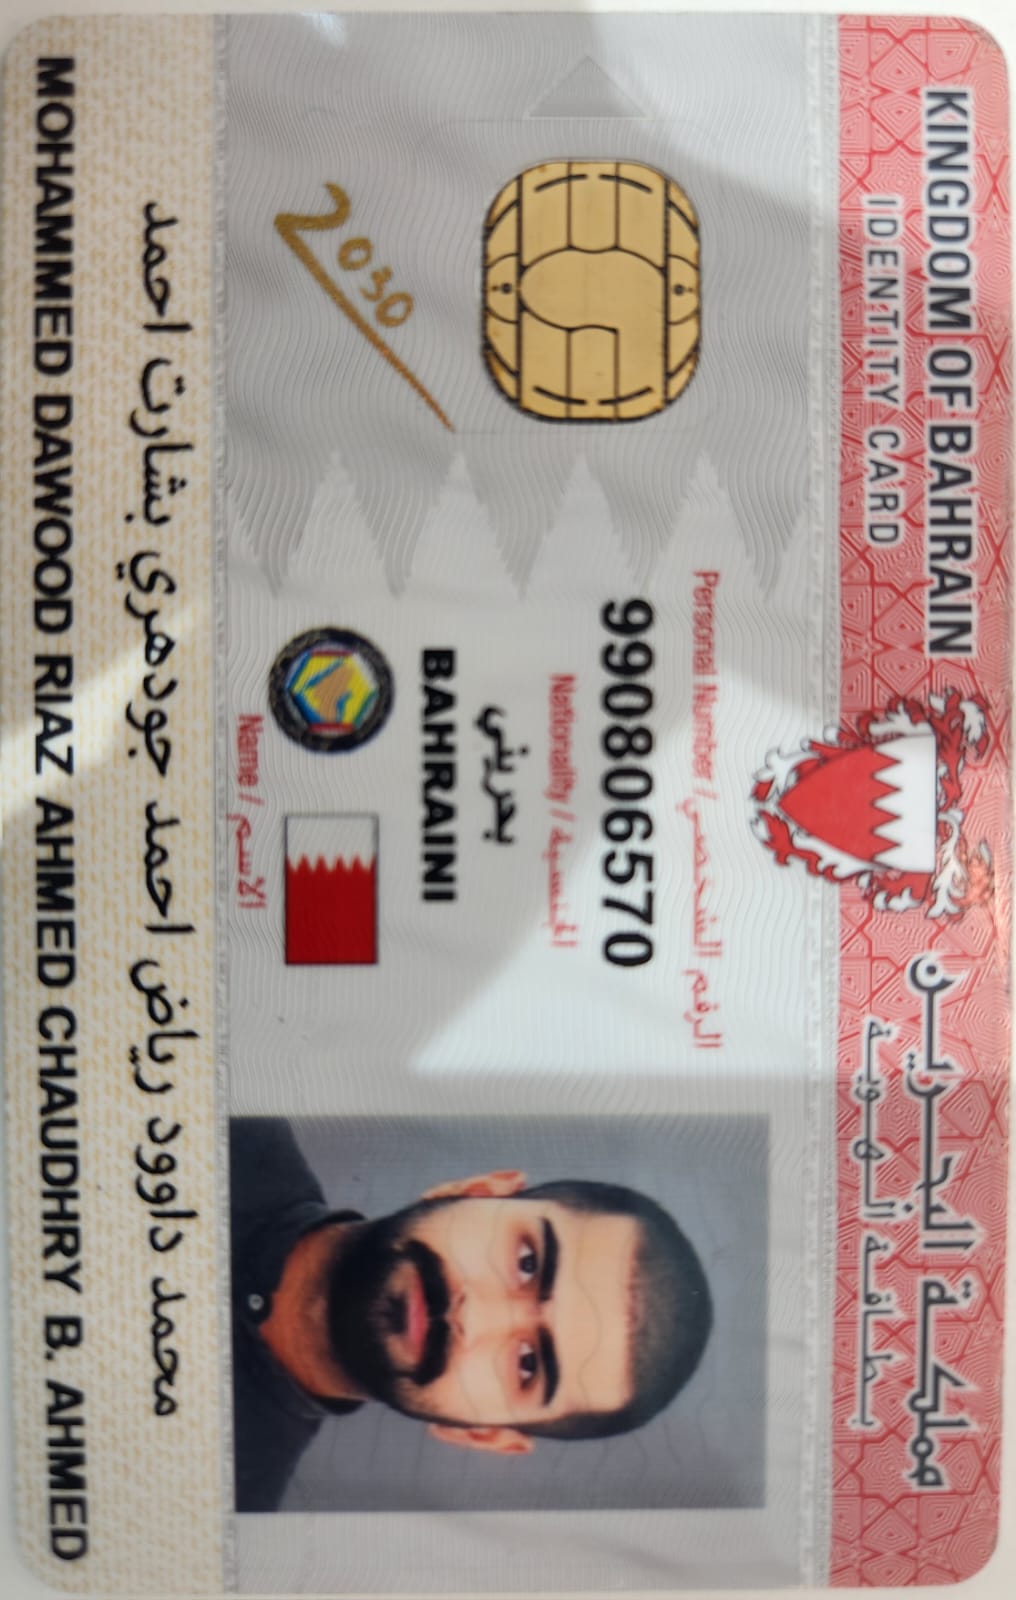 KINGDOM OF BAHRAIN
مملكة البحرين
IDENTITY CARD
بطاقة الهوية
Personal Number / الرقم الشخصي
990806570
Nationality / الجنسية
بحريني
BAHRAINI
Name / الاسم
2030
محمد داوود رياض احمد جودهري بشارت احمد
MOHAMMED DAWOOD RIAZ AHMED CHAUDHRY B. AHMED